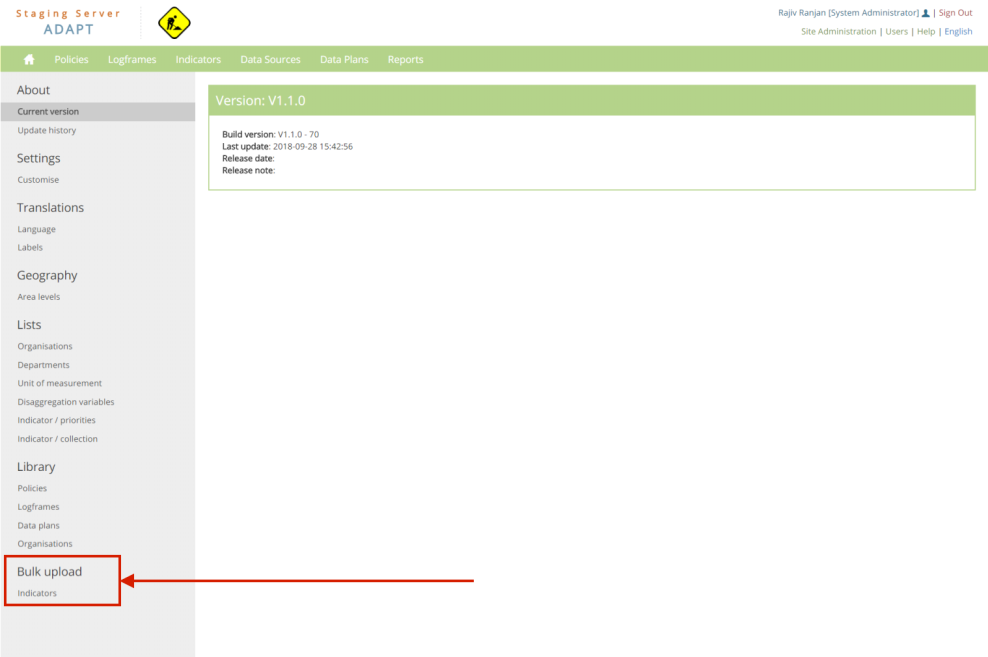 Staging Server
ADAPT
Rajiv Ranjan [System Administrator] | Sign Out
Site Administration | Users | Help | English
Policies Logframes Indicators Data Sources Data Plans Reports
About
Current version
Update history
Settings
Customise
Translations
Language
Labels
Geography
Area levels
Lists
Organisations
Departments
Unit of measurement
Disaggregation variables
Indicator / priorities
Indicator / collection
Library
Policies
Logframes
Data plans
Organisations
Bulk upload
Indicators
Version: V1.1.0
Build version: V1.1.0 - 70
Last update: 2018-09-28 15:42:56
Release date:
Release note: